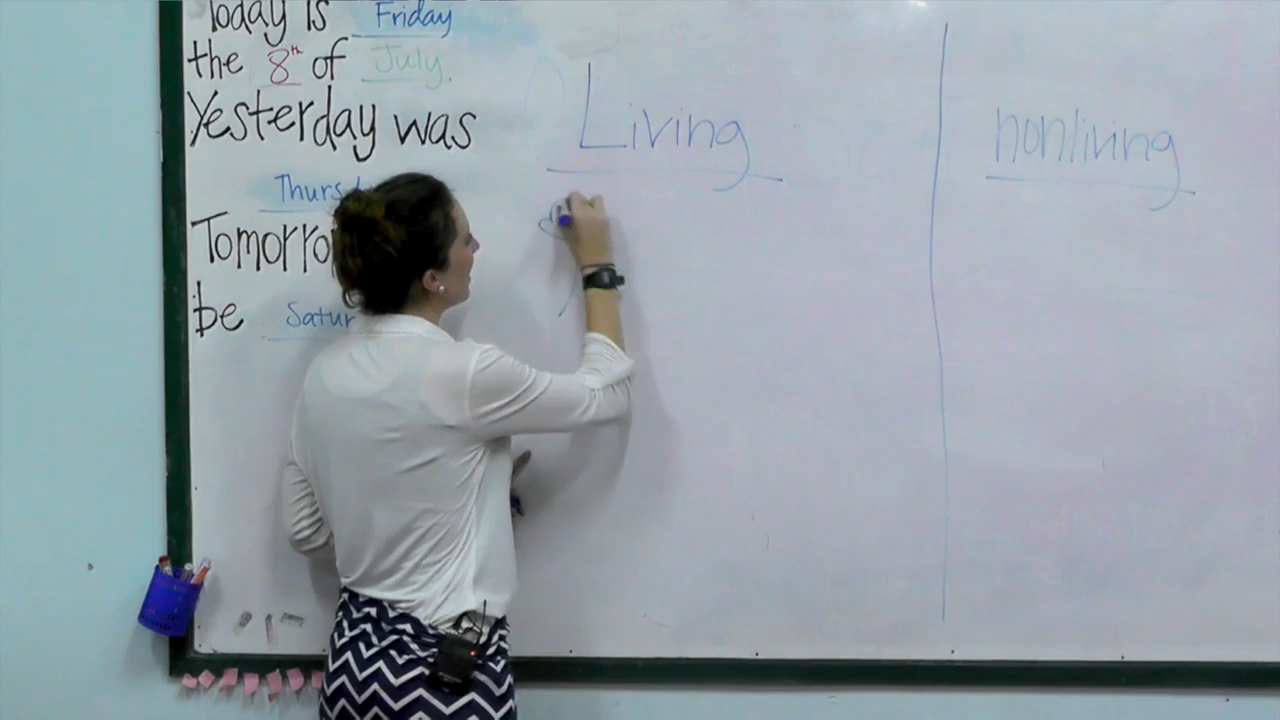 Today is Friday
the 8th of July.
Yesterday was
Thurs
Tomorro
be Satur
Living
nonliving